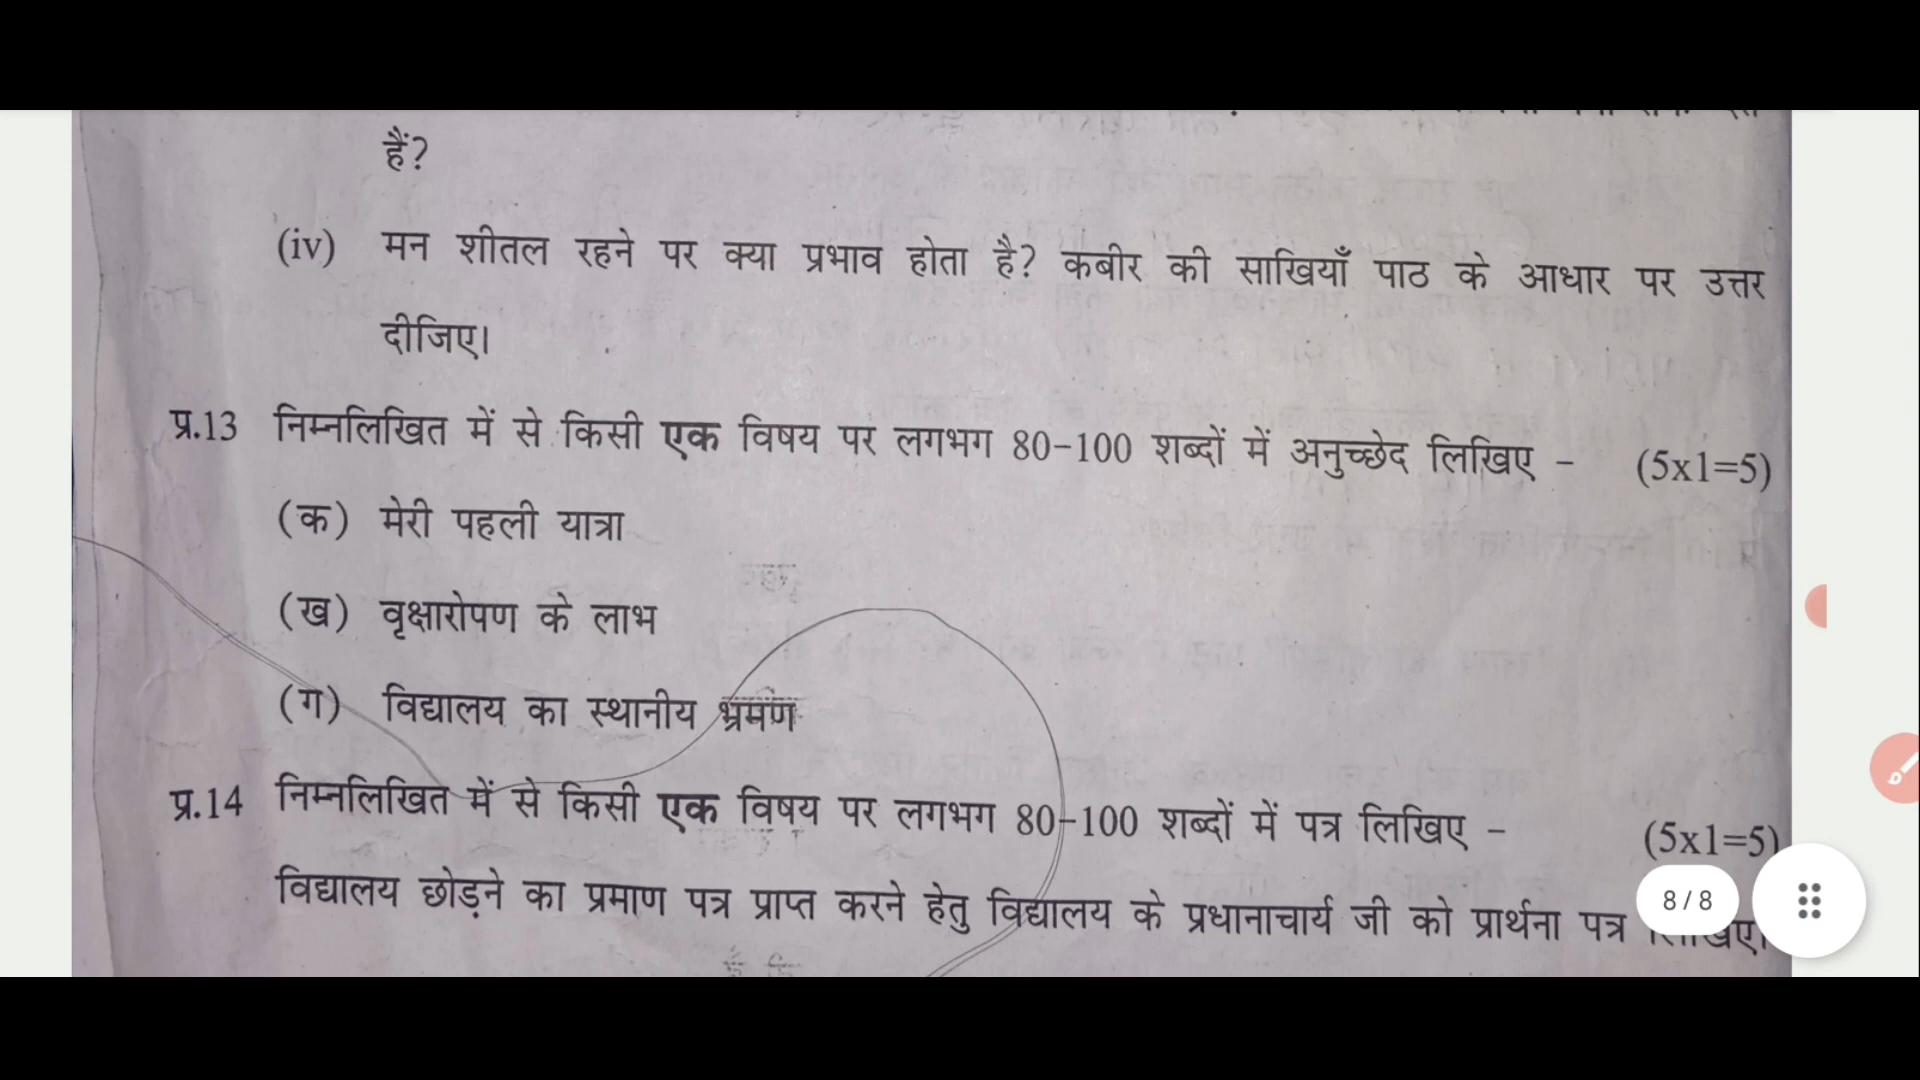 हैं?
(iv) मन शीतल रहने पर क्या प्रभाव होता है? कबीर की साखियाँ पाठ के आधार पर उत्तर
दीजिए।
प्र.13 निम्नलिखित में से किसी एक विषय पर लगभग 80-100 शब्दों में अनुच्छेद लिखिए - (5x1=5)
(क) मेरी पहली यात्रा
(ख) वृक्षारोपण के लाभ
(ग) विद्यालय का स्थानीय भ्रमण
प्र.14 निम्नलिखित में से किसी एक विषय पर लगभग 80-100 शब्दों में पत्र लिखिए - (5x1=5)
विद्यालय छोड़ने का प्रमाण पत्र प्राप्त करने हेतु विद्यालय के प्रधानाचार्य जी को प्रार्थना पत्र लिखिए।
8/8